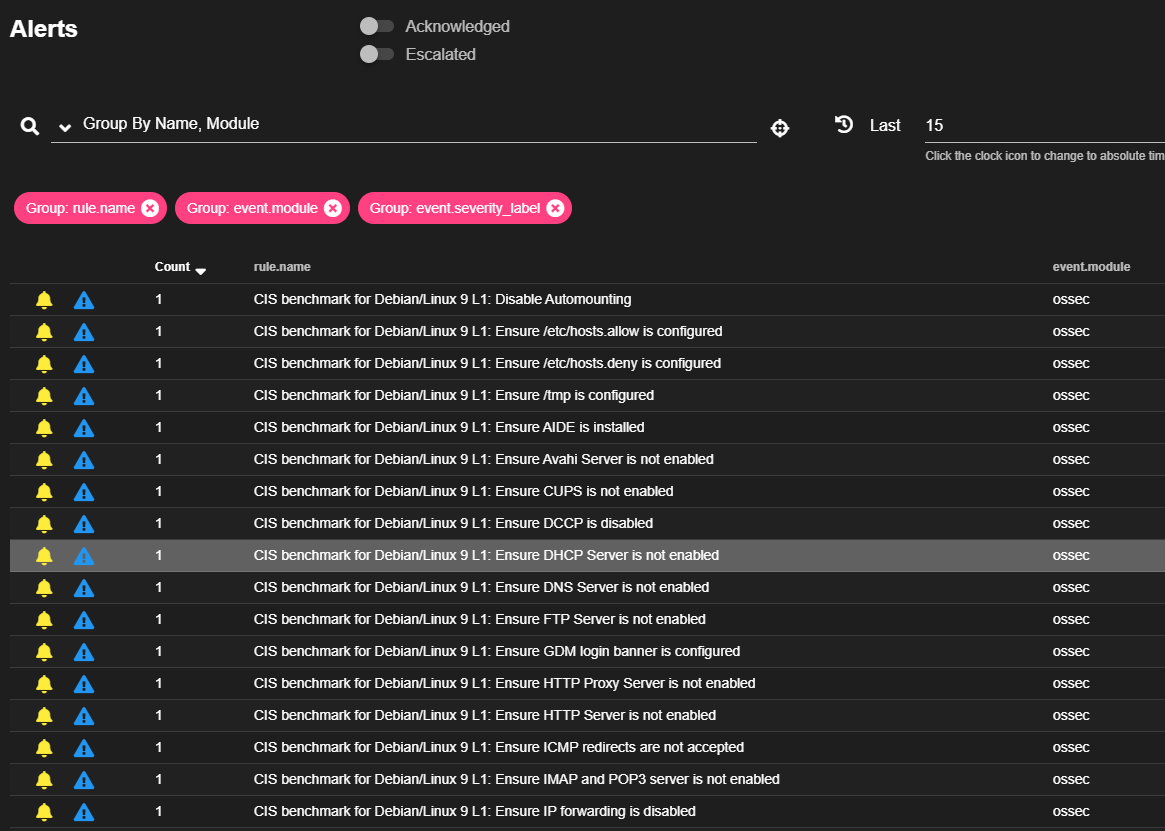 Alerts
Acknowledged
Escalated
Group By Name, Module
Last 15
Click the clock icon to change to absolute tim
Group: rule.name Group: event.module Group: event.severity_label
Count rule.name event.module
1 CIS benchmark for Debian/Linux 9 L1: Disable Automounting ossec
1 CIS benchmark for Debian/Linux 9 L1: Ensure /etc/hosts.allow is configured ossec
1 CIS benchmark for Debian/Linux 9 L1: Ensure /etc/hosts.deny is configured ossec
1 CIS benchmark for Debian/Linux 9 L1: Ensure /tmp is configured ossec
1 CIS benchmark for Debian/Linux 9 L1: Ensure AIDE is installed ossec
1 CIS benchmark for Debian/Linux 9 L1: Ensure Avahi Server is not enabled ossec
1 CIS benchmark for Debian/Linux 9 L1: Ensure CUPS is not enabled ossec
1 CIS benchmark for Debian/Linux 9 L1: Ensure DCCP is disabled ossec
1 CIS benchmark for Debian/Linux 9 L1: Ensure DHCP Server is not enabled ossec
1 CIS benchmark for Debian/Linux 9 L1: Ensure DNS Server is not enabled ossec
1 CIS benchmark for Debian/Linux 9 L1: Ensure FTP Server is not enabled ossec
1 CIS benchmark for Debian/Linux 9 L1: Ensure GDM login banner is configured ossec
1 CIS benchmark for Debian/Linux 9 L1: Ensure HTTP Proxy Server is not enabled ossec
1 CIS benchmark for Debian/Linux 9 L1: Ensure HTTP Server is not enabled ossec
1 CIS benchmark for Debian/Linux 9 L1: Ensure ICMP redirects are not accepted ossec
1 CIS benchmark for Debian/Linux 9 L1: Ensure IMAP and POP3 server is not enabled ossec
1 CIS benchmark for Debian/Linux 9 L1: Ensure IP forwarding is disabled ossec